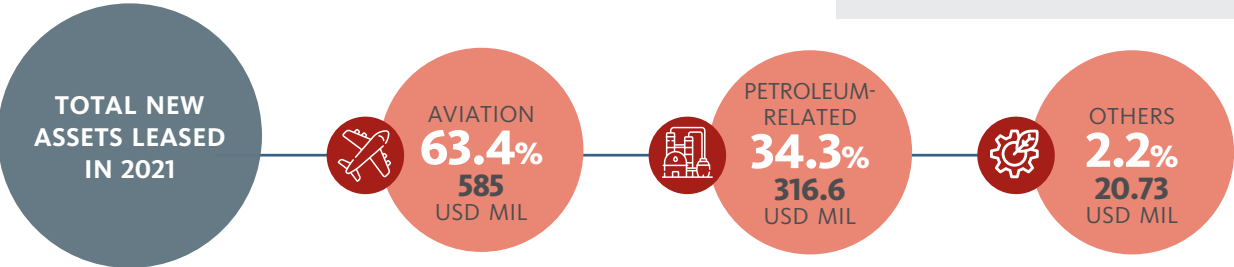 TOTAL NEW
ASSETS LEASED
IN 2021
AVIATION
63.4%
585
USD MIL
PETROLEUM-
RELATED
34.3%
316.6
USD MIL
OTHERS
2.2%
20.73
USD MIL